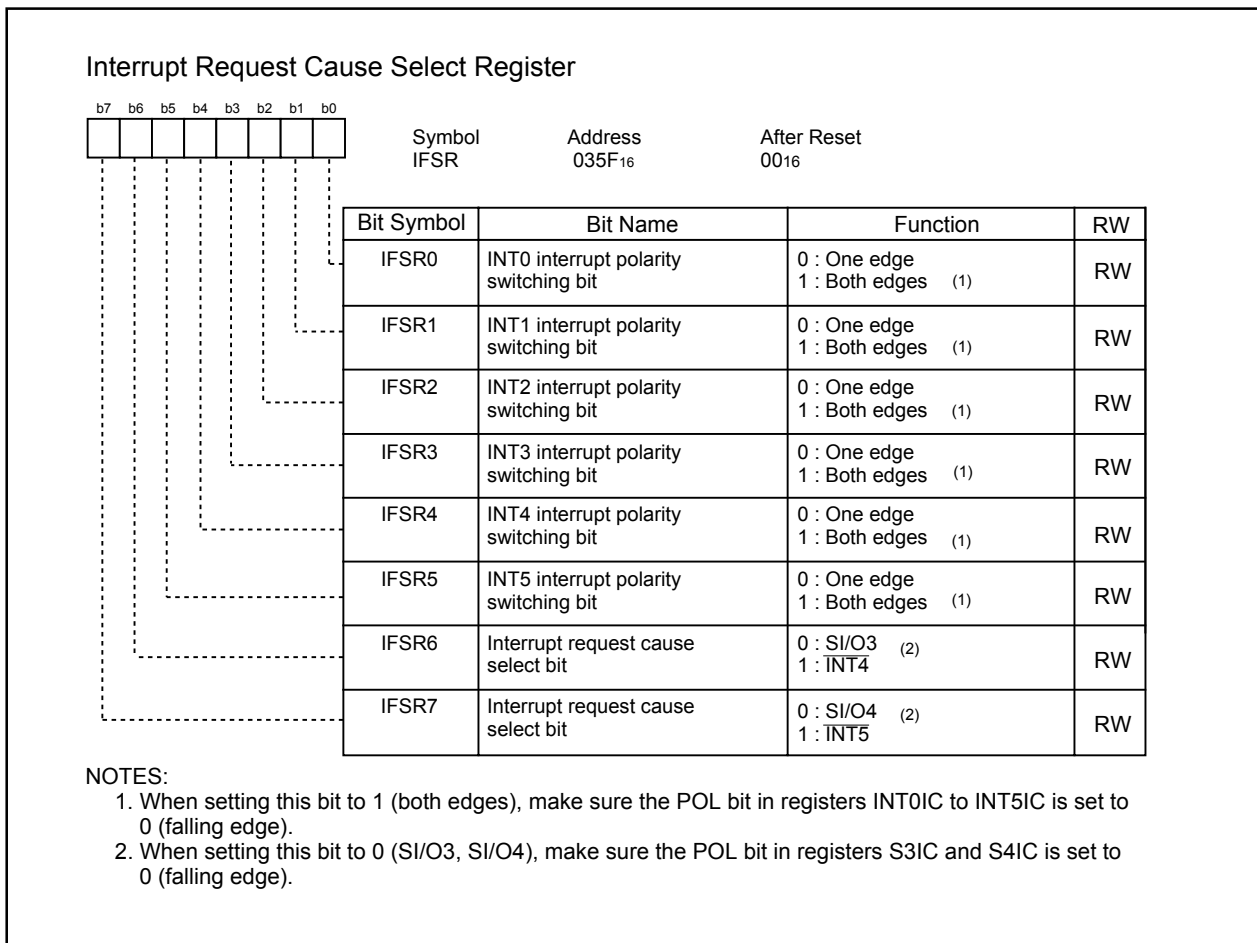 Interrupt Request Cause Select Register
b7 b6 b5 b4 b3 b2 b1 b0
Symbol Address After Reset
IFSR 035F16 0016
Bit Symbol Bit Name Function RW
IFSR0 INT0 interrupt polarity 0 : One edge
switching bit 1 : Both edges (1) RW
IFSR1 INT1 interrupt polarity 0 : One edge
switching bit 1 : Both edges (1) RW
IFSR2 INT2 interrupt polarity 0 : One edge
switching bit 1 : Both edges (1) RW
IFSR3 INT3 interrupt polarity 0 : One edge
switching bit 1 : Both edges (1) RW
IFSR4 INT4 interrupt polarity 0 : One edge
switching bit 1 : Both edges (1) RW
IFSR5 INT5 interrupt polarity 0 : One edge
switching bit 1 : Both edges (1) RW
IFSR6 Interrupt request cause 0 : SI/O3 (2)
select bit 1 : INT4 RW
IFSR7 Interrupt request cause 0 : SI/O4 (2)
select bit 1 : INT5 RW
NOTES:
1. When setting this bit to 1 (both edges), make sure the POL bit in registers INT0IC to INT5IC is set to
0 (falling edge).
2. When setting this bit to 0 (SI/O3, SI/O4), make sure the POL bit in registers S3IC and S4IC is set to
0 (falling edge).